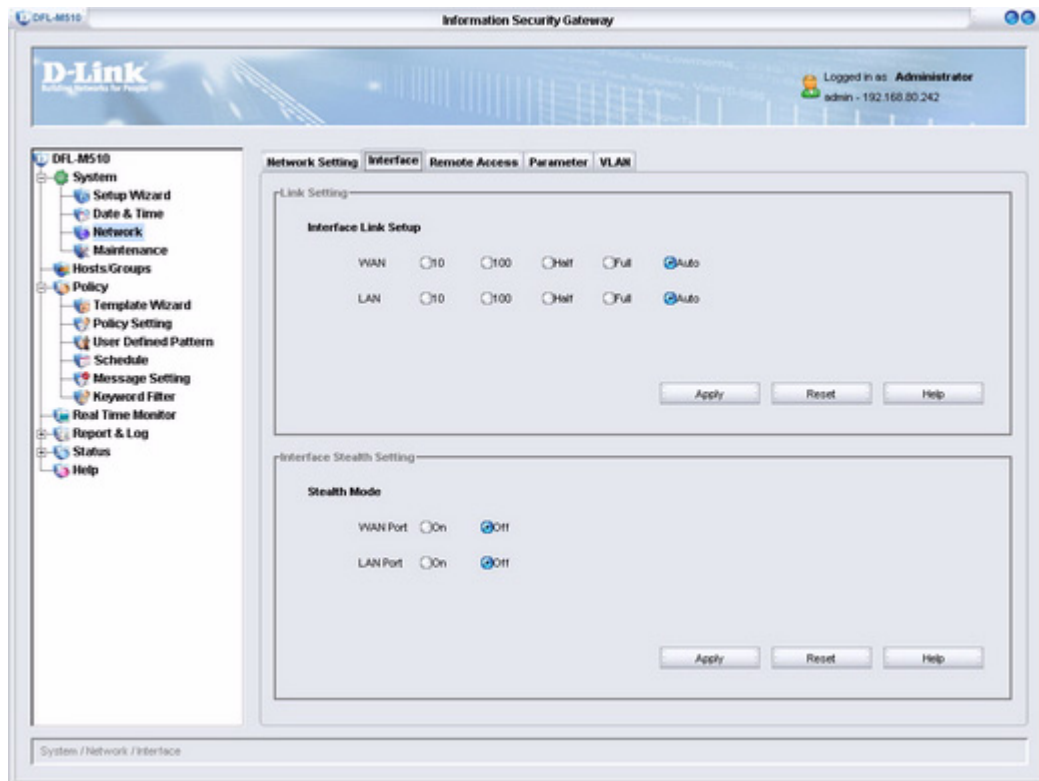 DFL-M510
Information Security Gateway
D-Link
Building Networks for People
Logged in as Administrator
admin - 192.168.80.242
DFL-M510
System
Setup Wizard
Date & Time
Network
Maintenance
Hosts/Groups
Policy
Template Wizard
Policy Setting
User Defined Pattern
Schedule
Message Setting
Keyword Filter
Real Time Monitor
Report & Log
Status
Help
Network Setting Interface Remote Access Parameter VLAN
Link Setting
Interface Link Setup
WAN 10 100 Half Full Auto
LAN 10 100 Half Full Auto
Apply Reset Help
Interface Stealth Setting
Stealth Mode
WAN Port On Off
LAN Port On Off
Apply Reset Help
System / Network / Interface